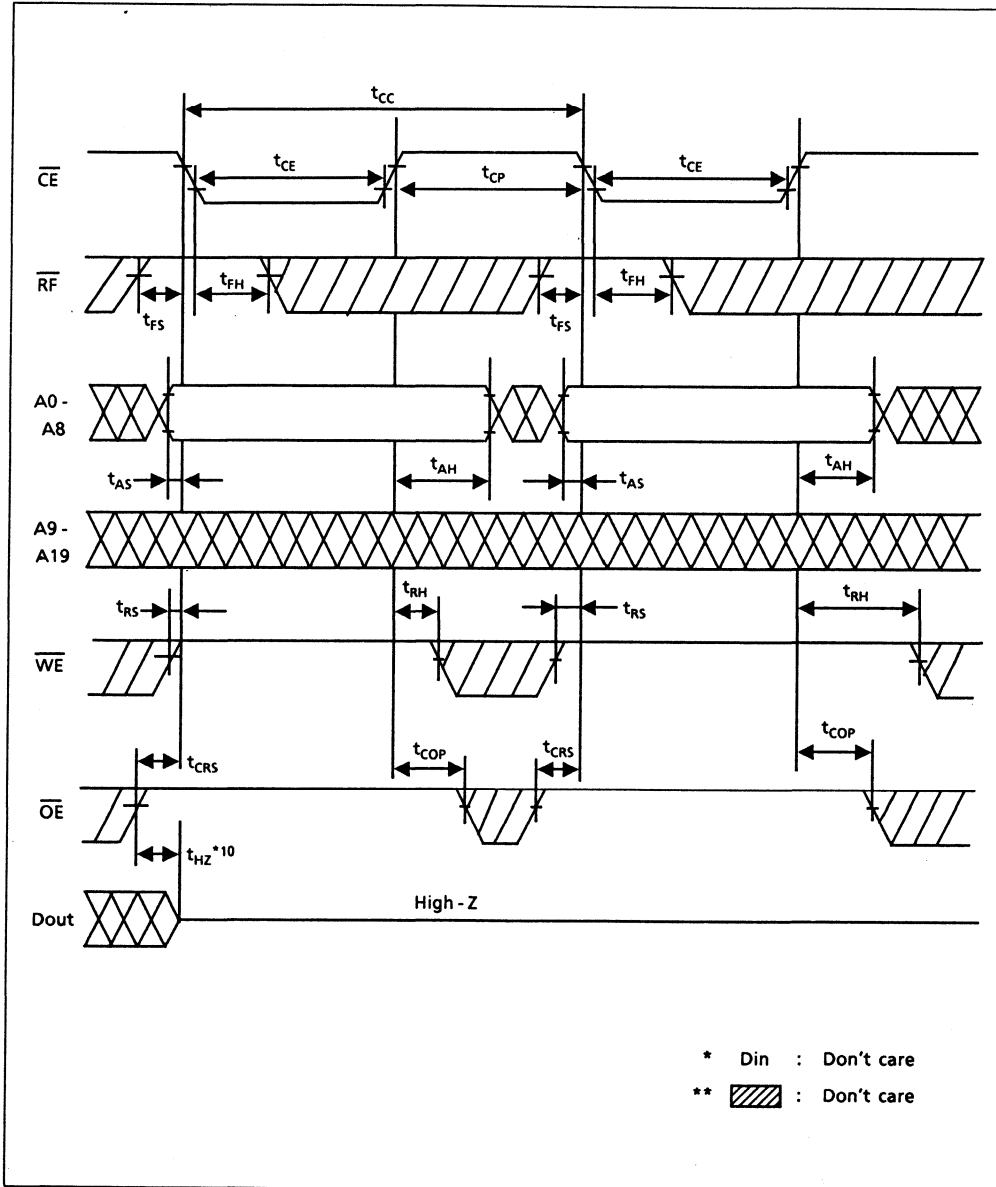 tCC
CE
tCE
tCP
tCE
RF
tFS
tFH
tFS
tFH
A0 -
A8
tAS
tAH
tAS
tAH
A9 -
A19
tRS
tRH
tRS
tRH
WE
tCRS
tCOP
tCRS
tCOP
OE
tHZ*10
Dout
High - Z
* Din : Don't care
** : Don't care